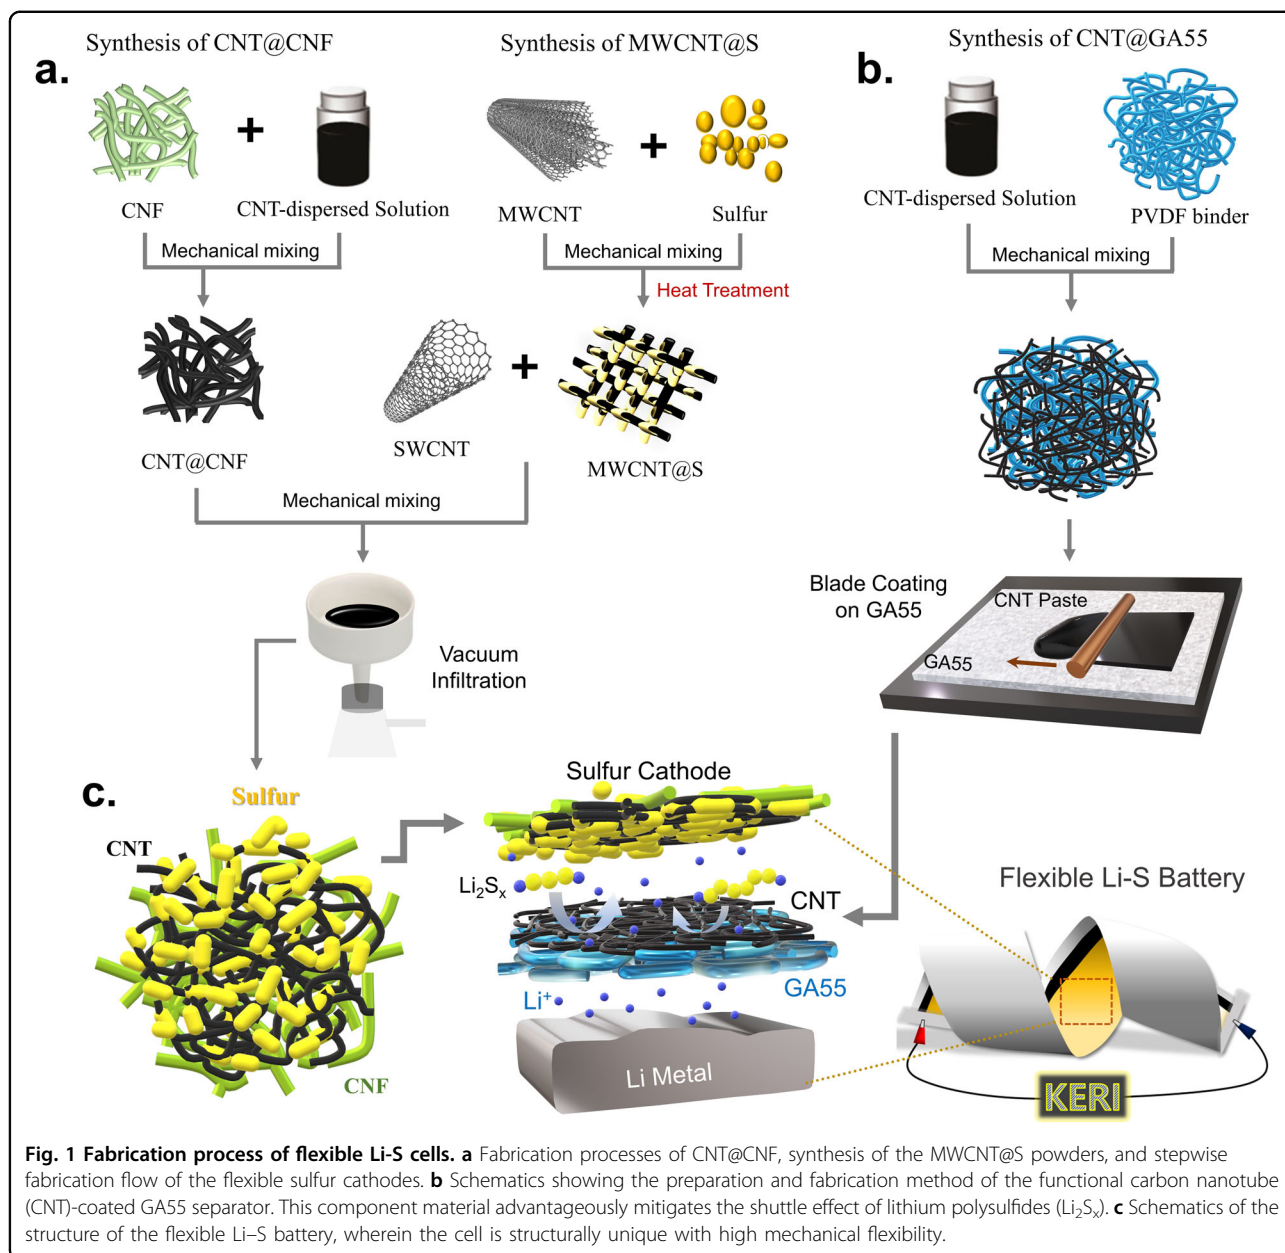 Synthesis of CNT@CNF
Synthesis of MWCNT@S
Synthesis of CNT@GA55
a.
b.
+
+
CNF
CNT-dispersed Solution
MWCNT
Sulfur
CNT-dispersed Solution
PVDF binder
Mechanical mixing
Mechanical mixing
Mechanical mixing
Heat Treatment
+
CNT@CNF
SWCNT
MWCNT@S
Mechanical mixing
Blade Coating
on GA55
CNT Paste
GA55
Vacuum
Infiltration
c.
Sulfur
CNT
CNF
Sulfur Cathode
Li₂Sₓ
CNT
GA55
Li⁺
Li Metal
Flexible Li-S Battery
KERI
Fig. 1 Fabrication process of flexible Li-S cells. a Fabrication processes of CNT@CNF, synthesis of the MWCNT@S powders, and stepwise
fabrication flow of the flexible sulfur cathodes. b Schematics showing the preparation and fabrication method of the functional carbon nanotube
(CNT)-coated GA55 separator. This component material advantageously mitigates the shuttle effect of lithium polysulfides (Li₂Sₓ). c Schematics of the
structure of the flexible Li–S battery, wherein the cell is structurally unique with high mechanical flexibility.